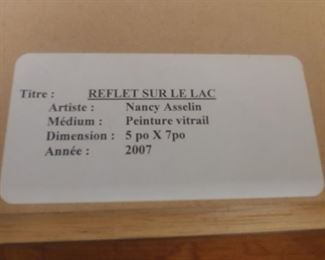 Titre : REFLET SUR LE LAC
Artiste : Nancy Asselin
Médium : Peinture vitrail
Dimension : 5 po X 7po
Année : 2007